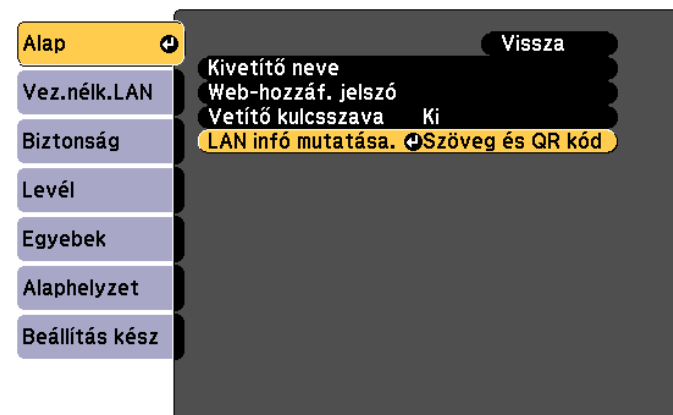 Alap
Vez.nélk.LAN
Biztonság
Levél
Egyebek
Alaphelyzet
Beállítás kész
Vissza
Kivetítő neve
Web-hozzáf. jelszó
Vetítő kulcsszava Ki
LAN infó mutatása. Szöveg és QR kód